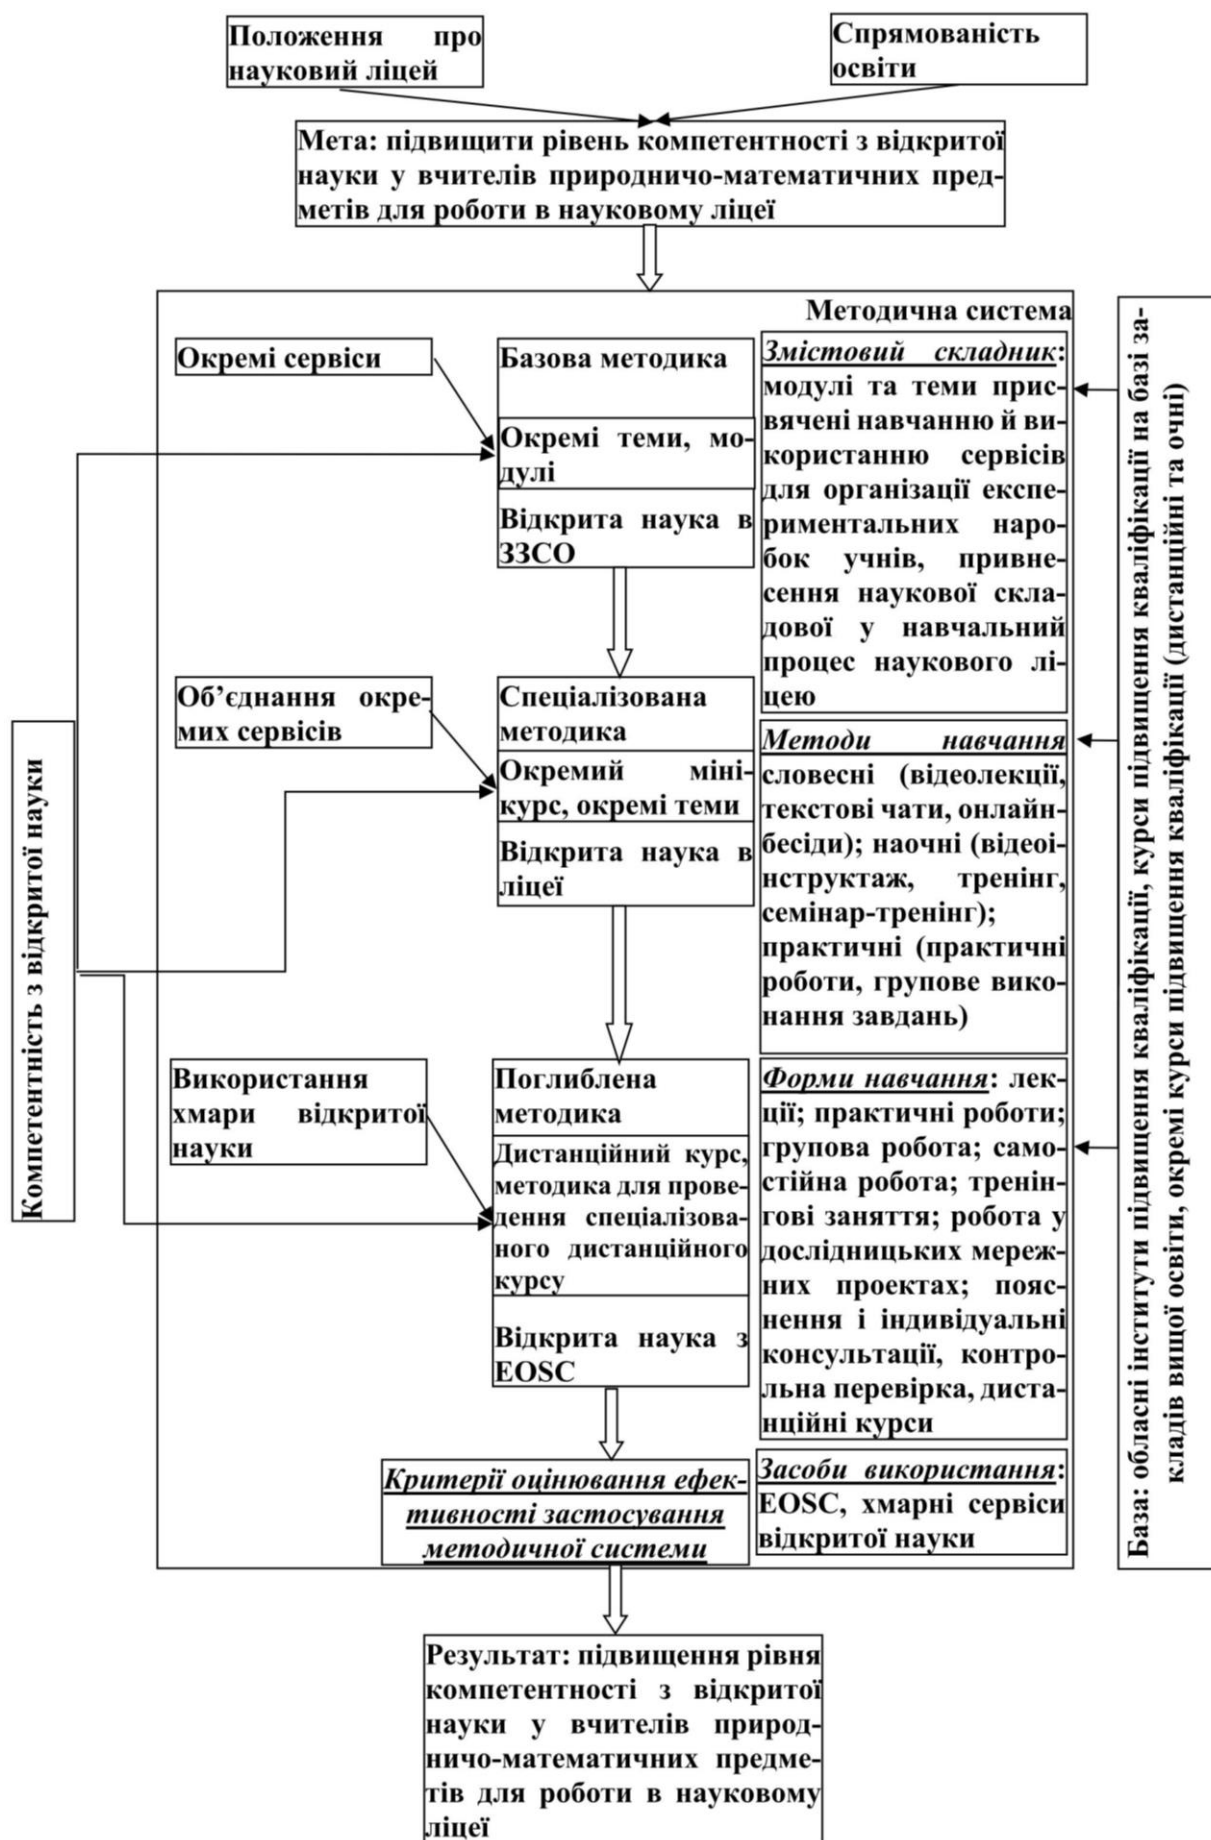 Положення про
науковий ліцей
Спрямованість
освіти
Мета: підвищити рівень компетентності з відкритої
науки у вчителів природничо-математичних пред-
метів для роботи в науковому ліцеї
Методична система
Окремі сервіси
Базова методика
Окремі теми, мо-
дулі
Відкрита наука в
ЗЗСО
Об’єднання окре-
мих сервісів
Спеціалізована
методика
Окремий міні-
курс, окремі теми
Відкрита наука в
ліцеї
Використання
хмари відкритої
науки
Поглиблена
методика
Дистанційний курс,
методика для прове-
дення спеціалізова-
ного дистанційного
курсу
Відкрита наука з
EOSC
Критерії оцінювання ефек-
тивності застосування
методичної системи
Змістовий складник:
модулі та теми прис-
вячені навчанню й ви-
користанню сервісів
для організації експе-
риментальних наро-
бок учнів, привне-
сення наукової скла-
дової у навчальний
процес наукового лі-
цею
Методи навчання
словесні (відеолекції,
текстові чати, онлайн-
бесіди); наочні (відеоі-
нструктаж, тренінг,
семінар-тренінг);
практичні (практичні
роботи, групове вико-
нання завдань)
Форми навчання: лек-
ції; практичні роботи;
групова робота; само-
стійна робота; тренін-
гові заняття; робота у
дослідницьких мереж-
них проектах; пояс-
нення і індивідуальні
консультації, контро-
льна перевірка, диста-
нційні курси
Засоби використання:
EOSC, хмарні сервіси
відкритої науки
Компетентність з відкритої науки
База: обласні інститути підвищення кваліфікації, курси підвищення кваліфікації на базі за-
кладів вищої освіти, окремі курси підвищення кваліфікації (дистанційні та очні)
Результат: підвищення рівня
компетентності з відкритої
науки у вчителів природ-
ничо-математичних предме-
тів для роботи в науковому
ліцеї